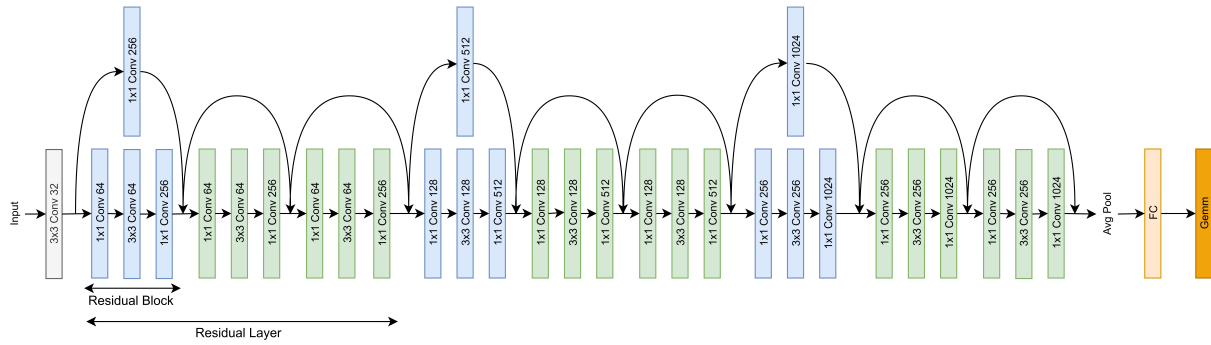 1x1 Conv 256
1x1 Conv 512
1x1 Conv 1024
Input
3x3 Conv 32
1x1 Conv 64
3x3 Conv 64
1x1 Conv 256
1x1 Conv 64
3x3 Conv 64
1x1 Conv 256
1x1 Conv 64
3x3 Conv 64
1x1 Conv 256
1x1 Conv 128
3x3 Conv 128
1x1 Conv 512
1x1 Conv 128
3x3 Conv 128
1x1 Conv 512
1x1 Conv 128
3x3 Conv 128
1x1 Conv 512
1x1 Conv 256
3x3 Conv 256
1x1 Conv 1024
1x1 Conv 256
3x3 Conv 256
1x1 Conv 1024
1x1 Conv 256
3x3 Conv 256
1x1 Conv 1024
Avg Pool
FC
Gemm
Residual Block
Residual Layer